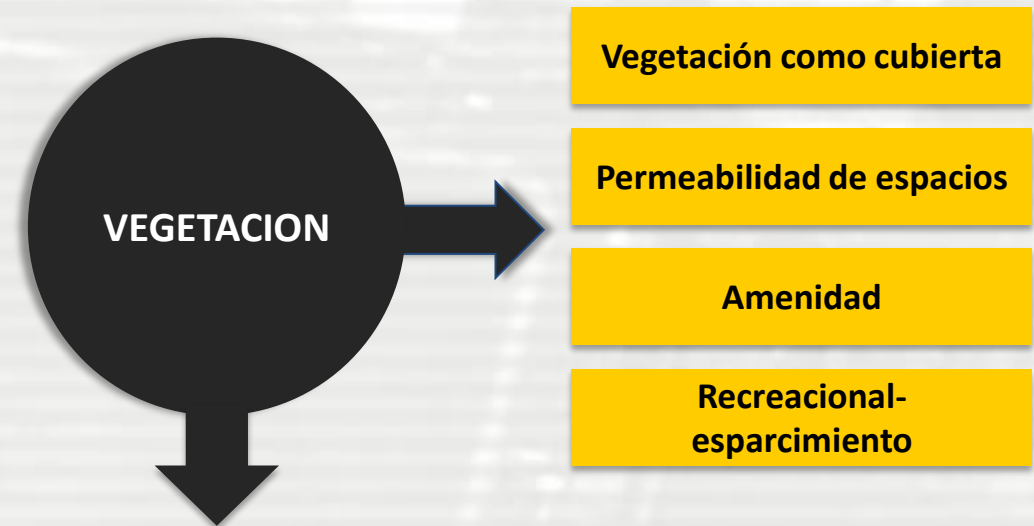 VEGETACION
Vegetación como cubierta
Permeabilidad de espacios
Amenidad
Recreacional-
esparcimiento